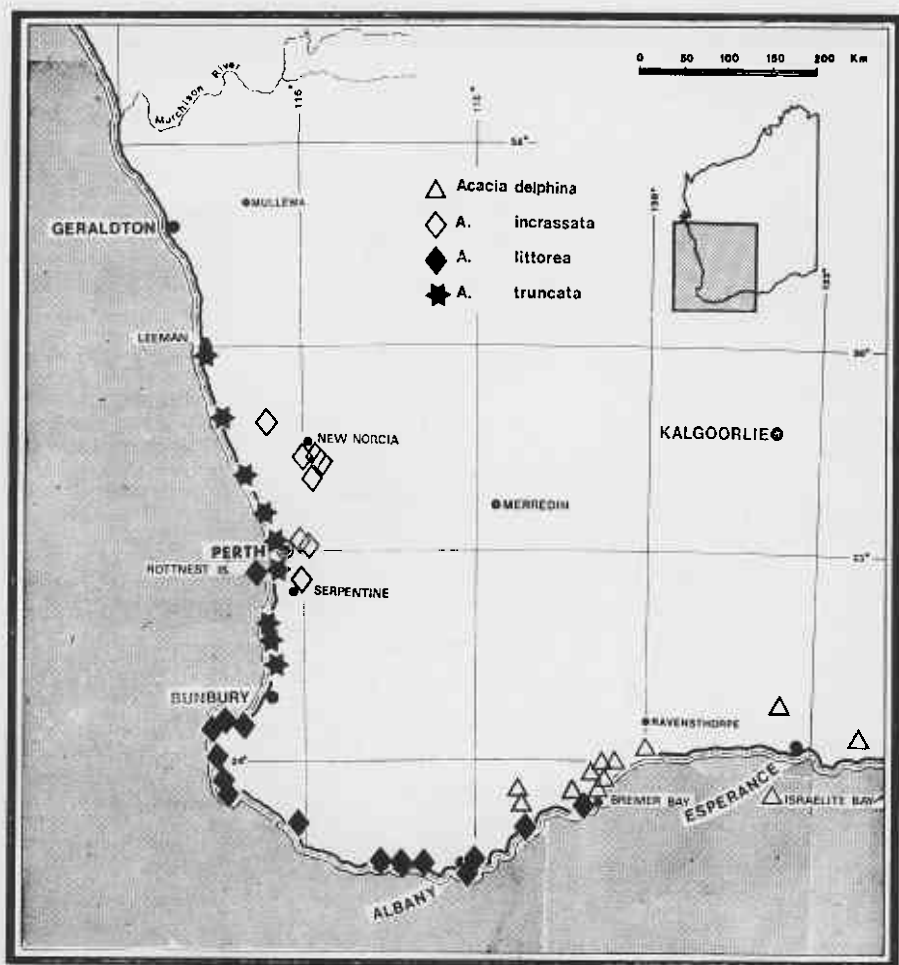 0 50 100 150 200 Km
Murchison River
MULLEWA
GERALDTON
Acacia delphina
A. incrassata
A. littorea
A. truncata
LEEMAN
30°
NEW NORCIA
KALGOORLIE
MERREDIN
PERTH
ROTTNEST IS.
SERPENTINE
BUNBURY
RAVENSTHORPE
BREMER BAY
ESPERANCE
ISRAELITE BAY
ALBANY